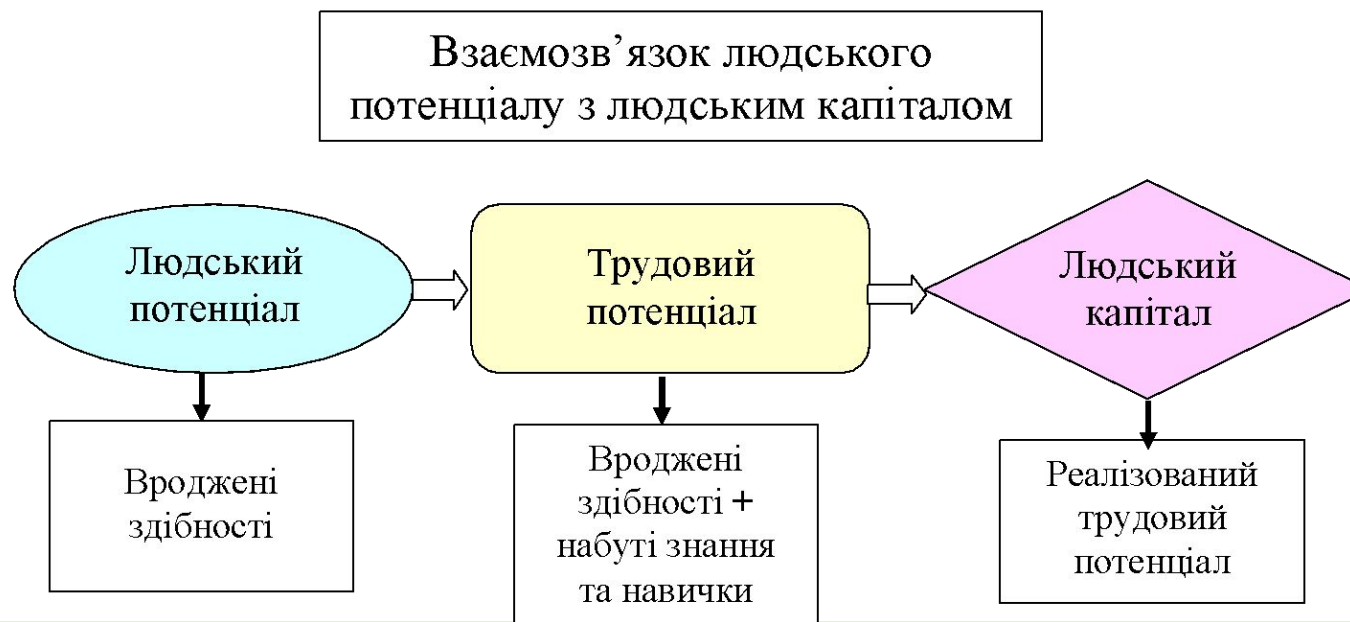 Взаємозв’язок людського
потенціалу з людським капіталом
Людський
потенціал
Трудовий
потенціал
Людський
капітал
Вроджені
здібності
Вроджені
здібності +
набуті знання
та навички
Реалізований
трудовий
потенціал